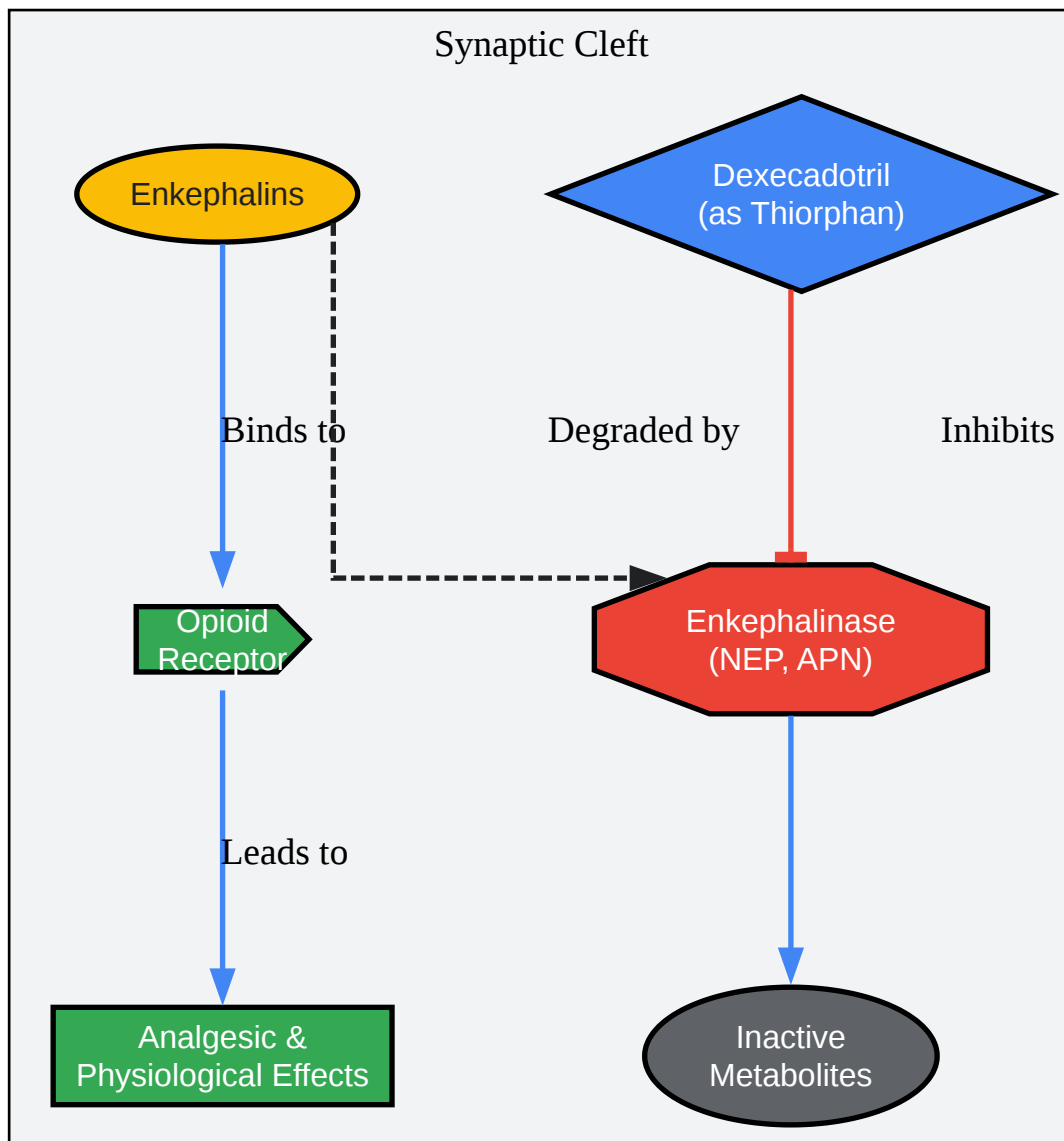 Synaptic Cleft
Enkephalins
Dexecadotril
(as Thiorphan)
Binds to
Degraded by
Inhibits
Opioid
Receptor
Enkephalinase
(NEP, APN)
Leads to
Analgesic &
Physiological Effects
Inactive
Metabolites